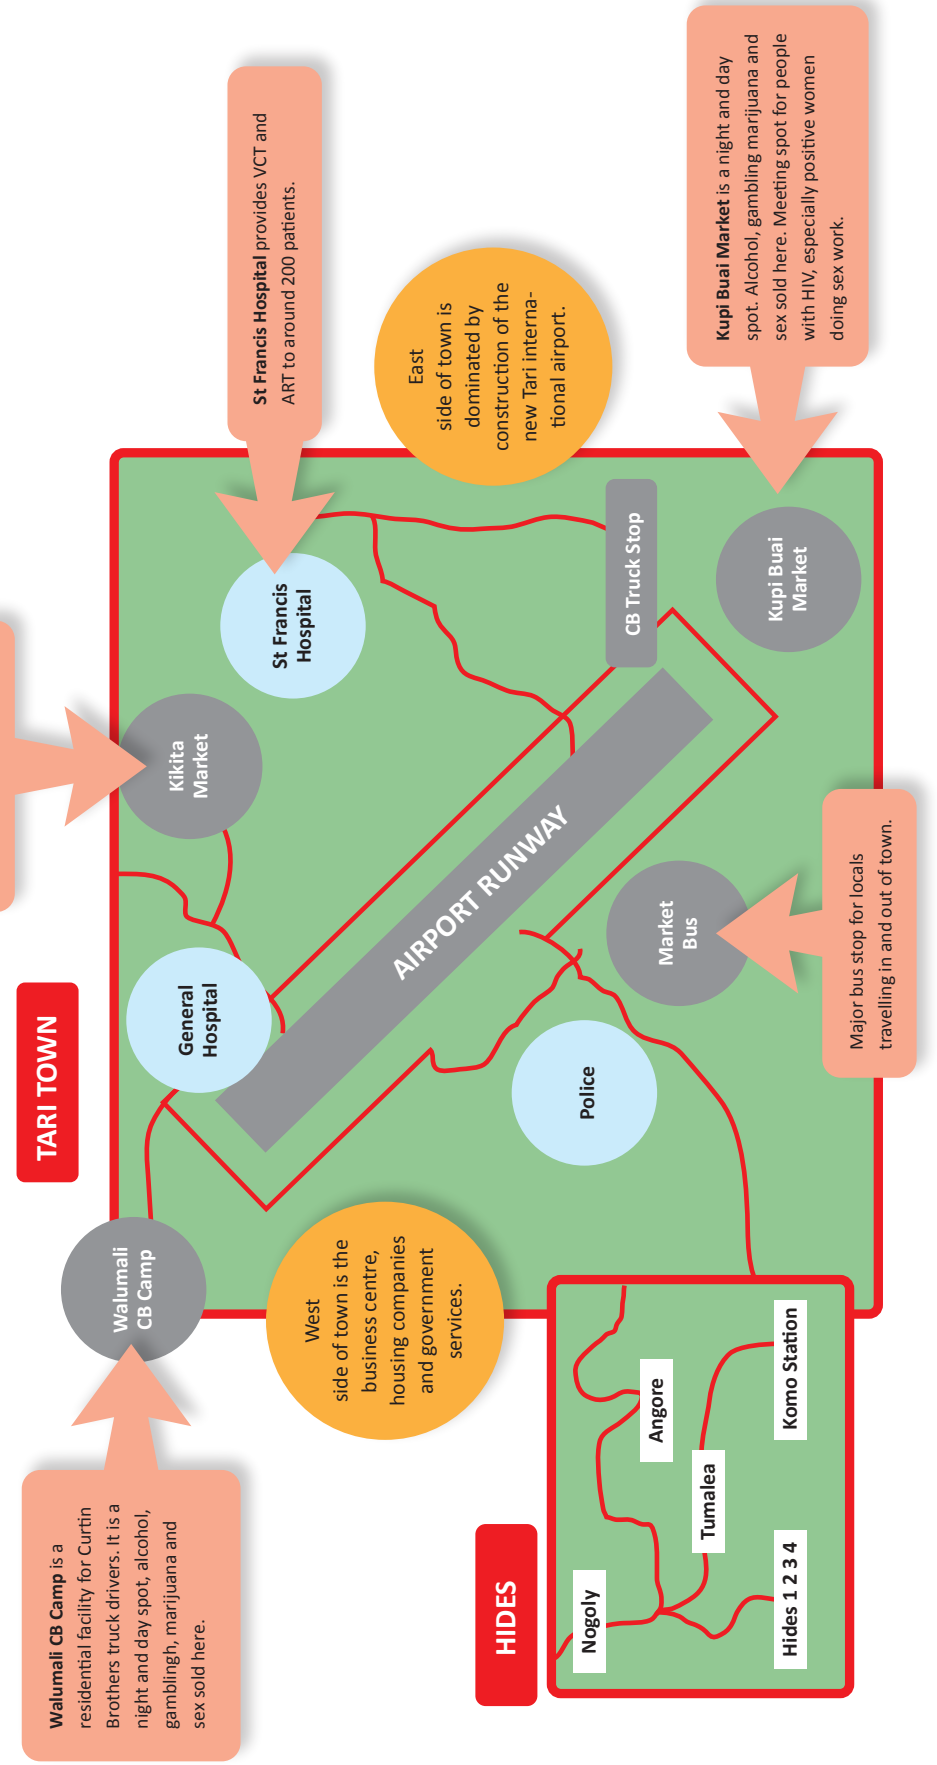 TARI TOWN
Walumali CB Camp is a
residential facility for Curtin
Brothers truck drivers. It is a
night and day spot, alcohol,
gamblingh, marijuana and
sex sold here.
Walumali
CB Camp
General
Hospital
Kikita
Market
St Francis
Hospital
St Francis Hospital provides VCT and
ART to around 200 patients.
West
side of town is the
business centre,
housing companies
and government
services.
AIRPORT RUNWAY
East
side of town is
dominated by
construction of the
new Tari interna-
tional airport.
Police
Market
Bus
CB Truck Stop
Kupi Buai
Market
Kupi Buai Market is a night and day
spot. Alcohol, gambling marijuana and
sex sold here. Meeting spot for people
with HIV, especially positive women
doing sex work.
Major bus stop for locals
travelling in and out of town.
HIDES
Nogoly
Angore
Tumalea
Hides 1 2 3 4
Komo Station